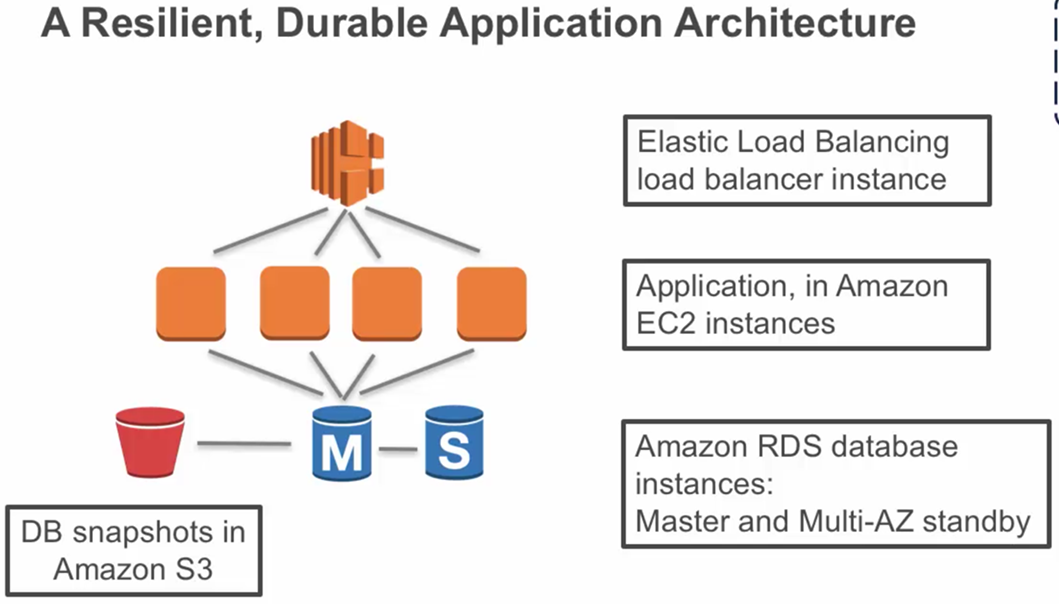 A Resilient, Durable Application Architecture
Elastic Load Balancing
load balancer instance
Application, in Amazon
EC2 instances
M
S
Amazon RDS database
instances:
Master and Multi-AZ standby
DB snapshots in
Amazon S3